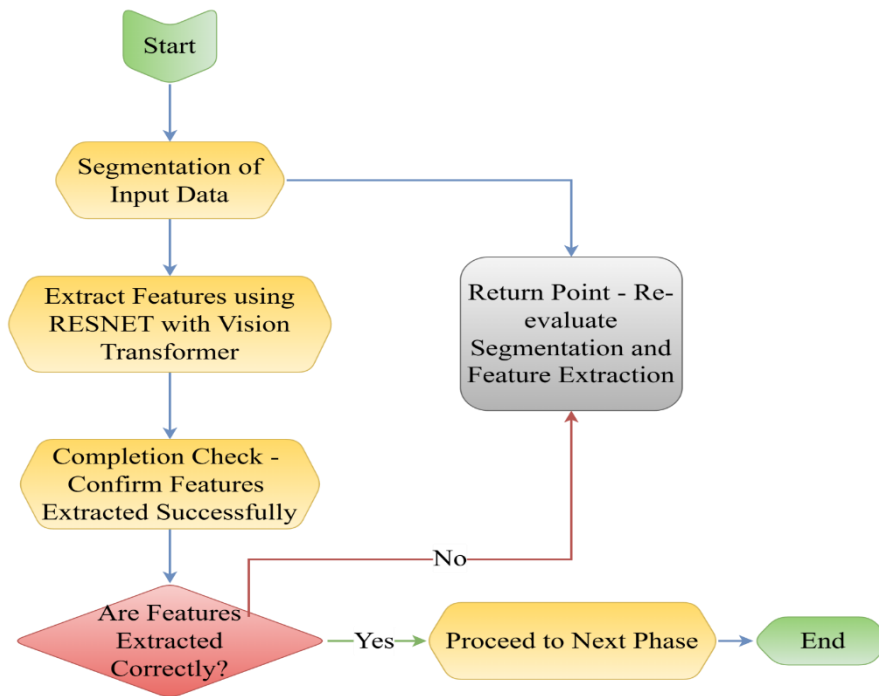 Start
Segmentation of
Input Data
Extract Features using
RESNET with Vision
Transformer
Return Point - Re-
evaluate
Segmentation and
Feature Extraction
Completion Check -
Confirm Features
Extracted Successfully
No
Are Features
Extracted
Correctly?
Yes
Proceed to Next Phase
End